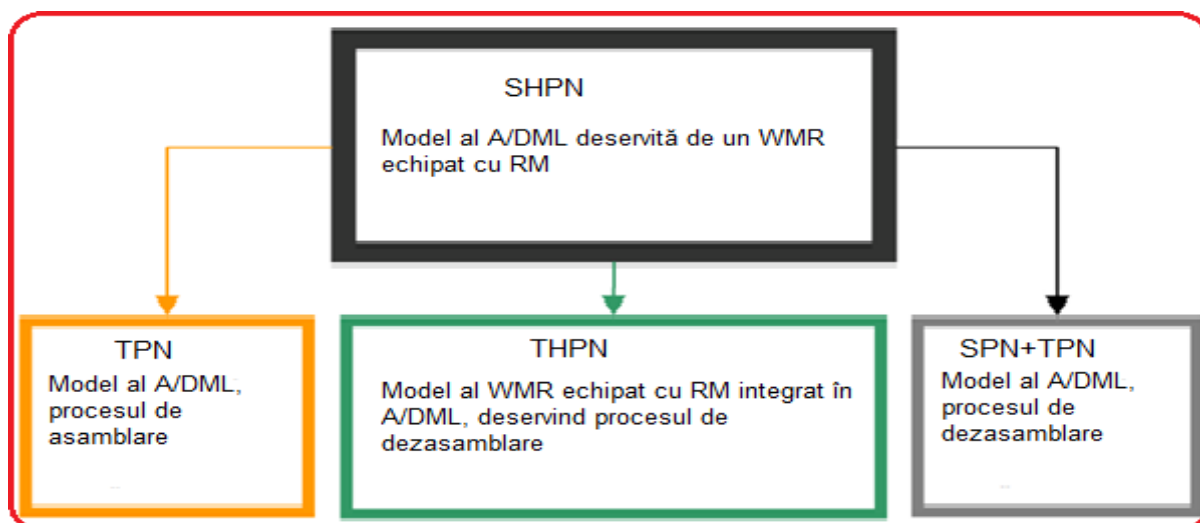 SHPN
Model al A/DML deservită de un WMR
echipat cu RM
TPN
Model al A/DML,
procesul de
asamblare
THPN
Model al WMR echipat cu RM integrat în
A/DML, deservind procesul de
dezasamblare
SPN+TPN
Model al A/DML,
procesul de
dezasamblare